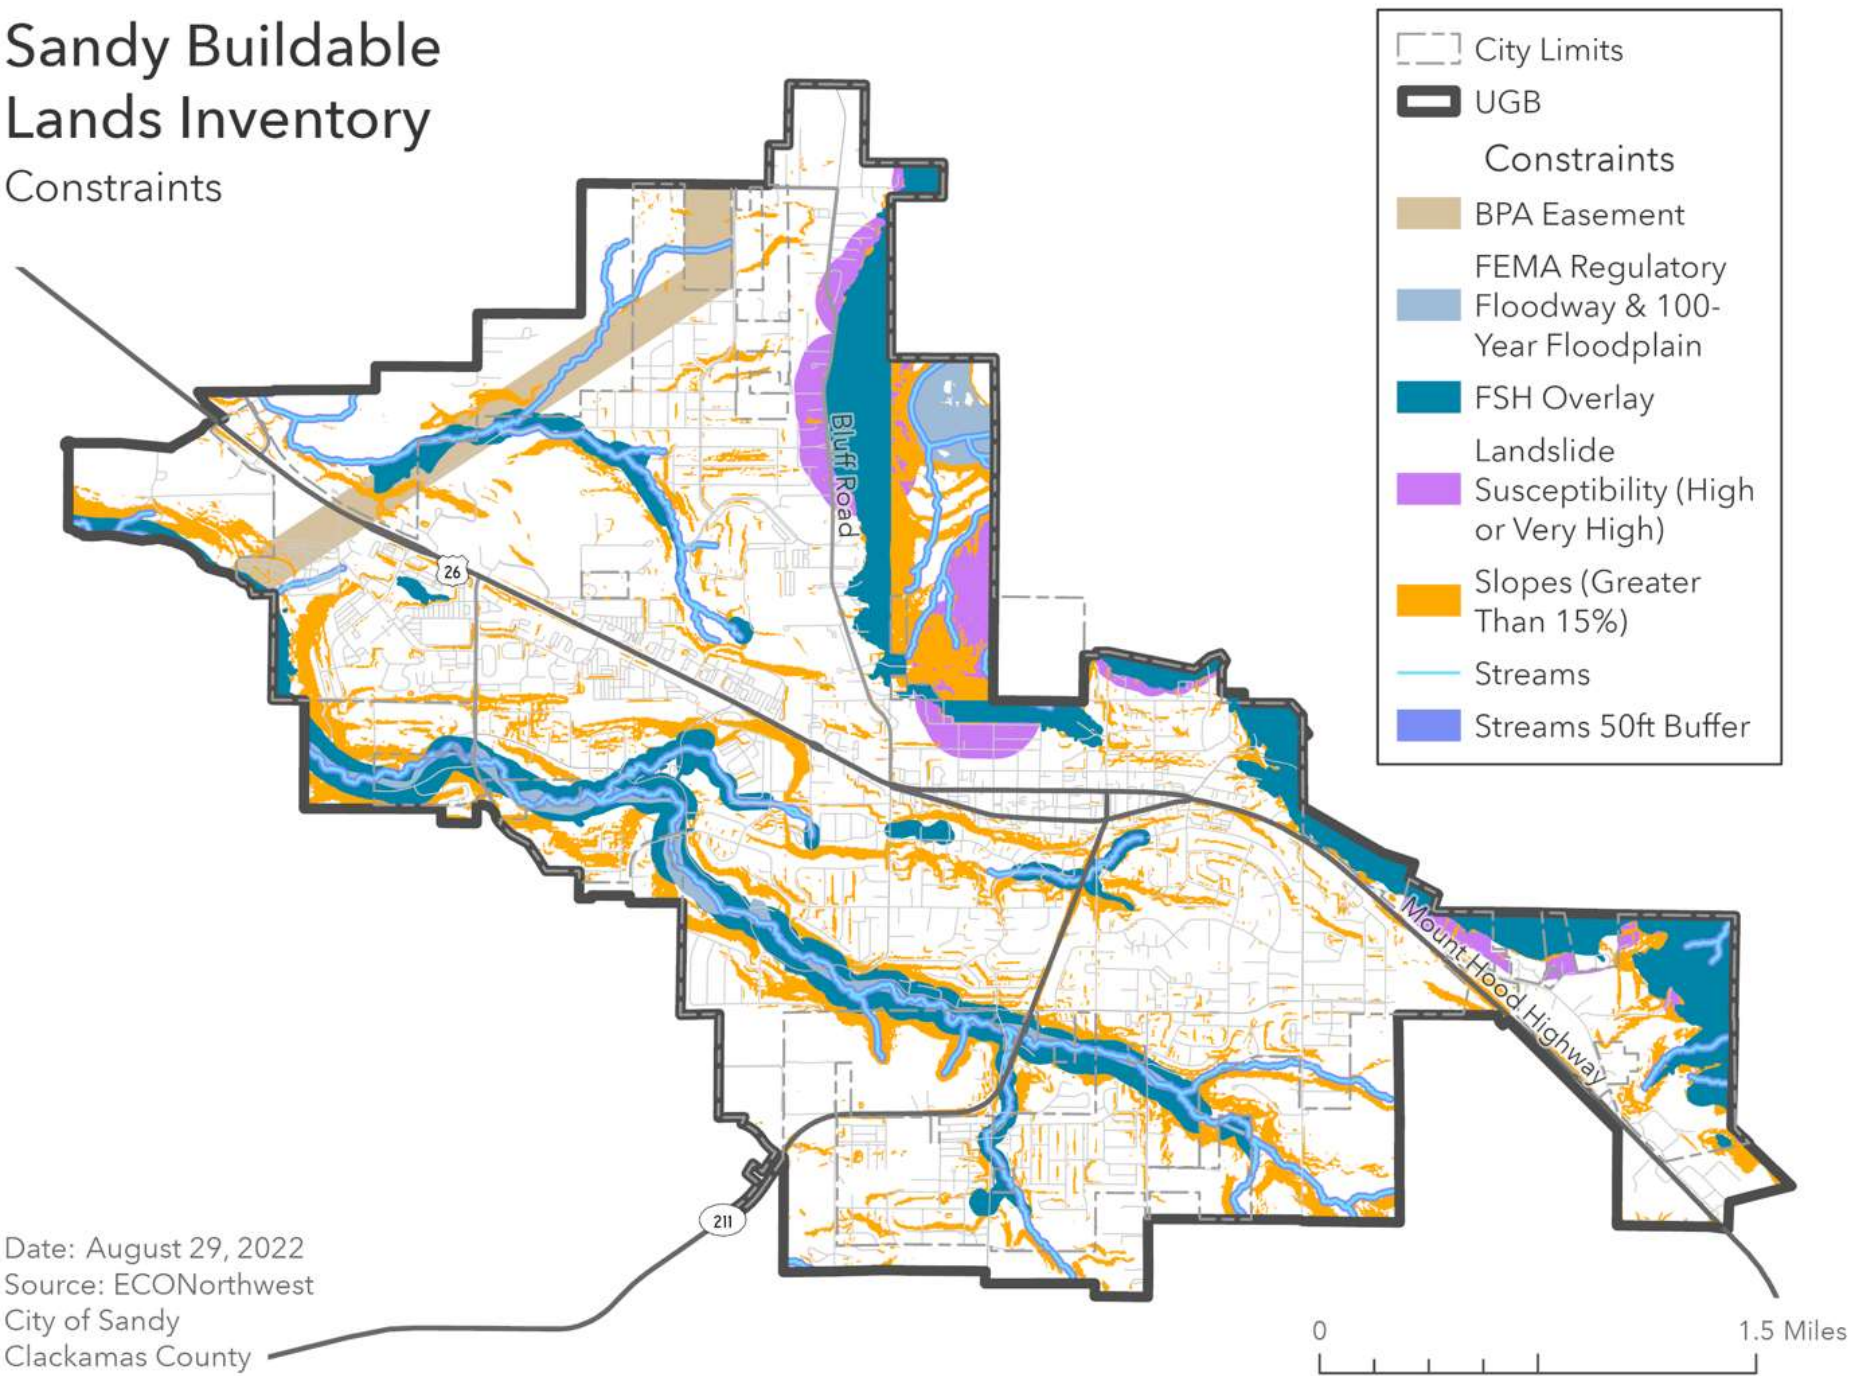 Sandy Buildable
Lands Inventory
Constraints
City Limits
UGB
Constraints
BPA Easement
FEMA Regulatory
Floodway & 100-
Year Floodplain
FSH Overlay
Landslide
Susceptibility (High
or Very High)
Slopes (Greater
Than 15%)
Streams
Streams 50ft Buffer
Bluff Road
26
Mount Hood Highway
211
Date: August 29, 2022
Source: ECONorthwest
City of Sandy
Clackamas County
0
1.5 Miles